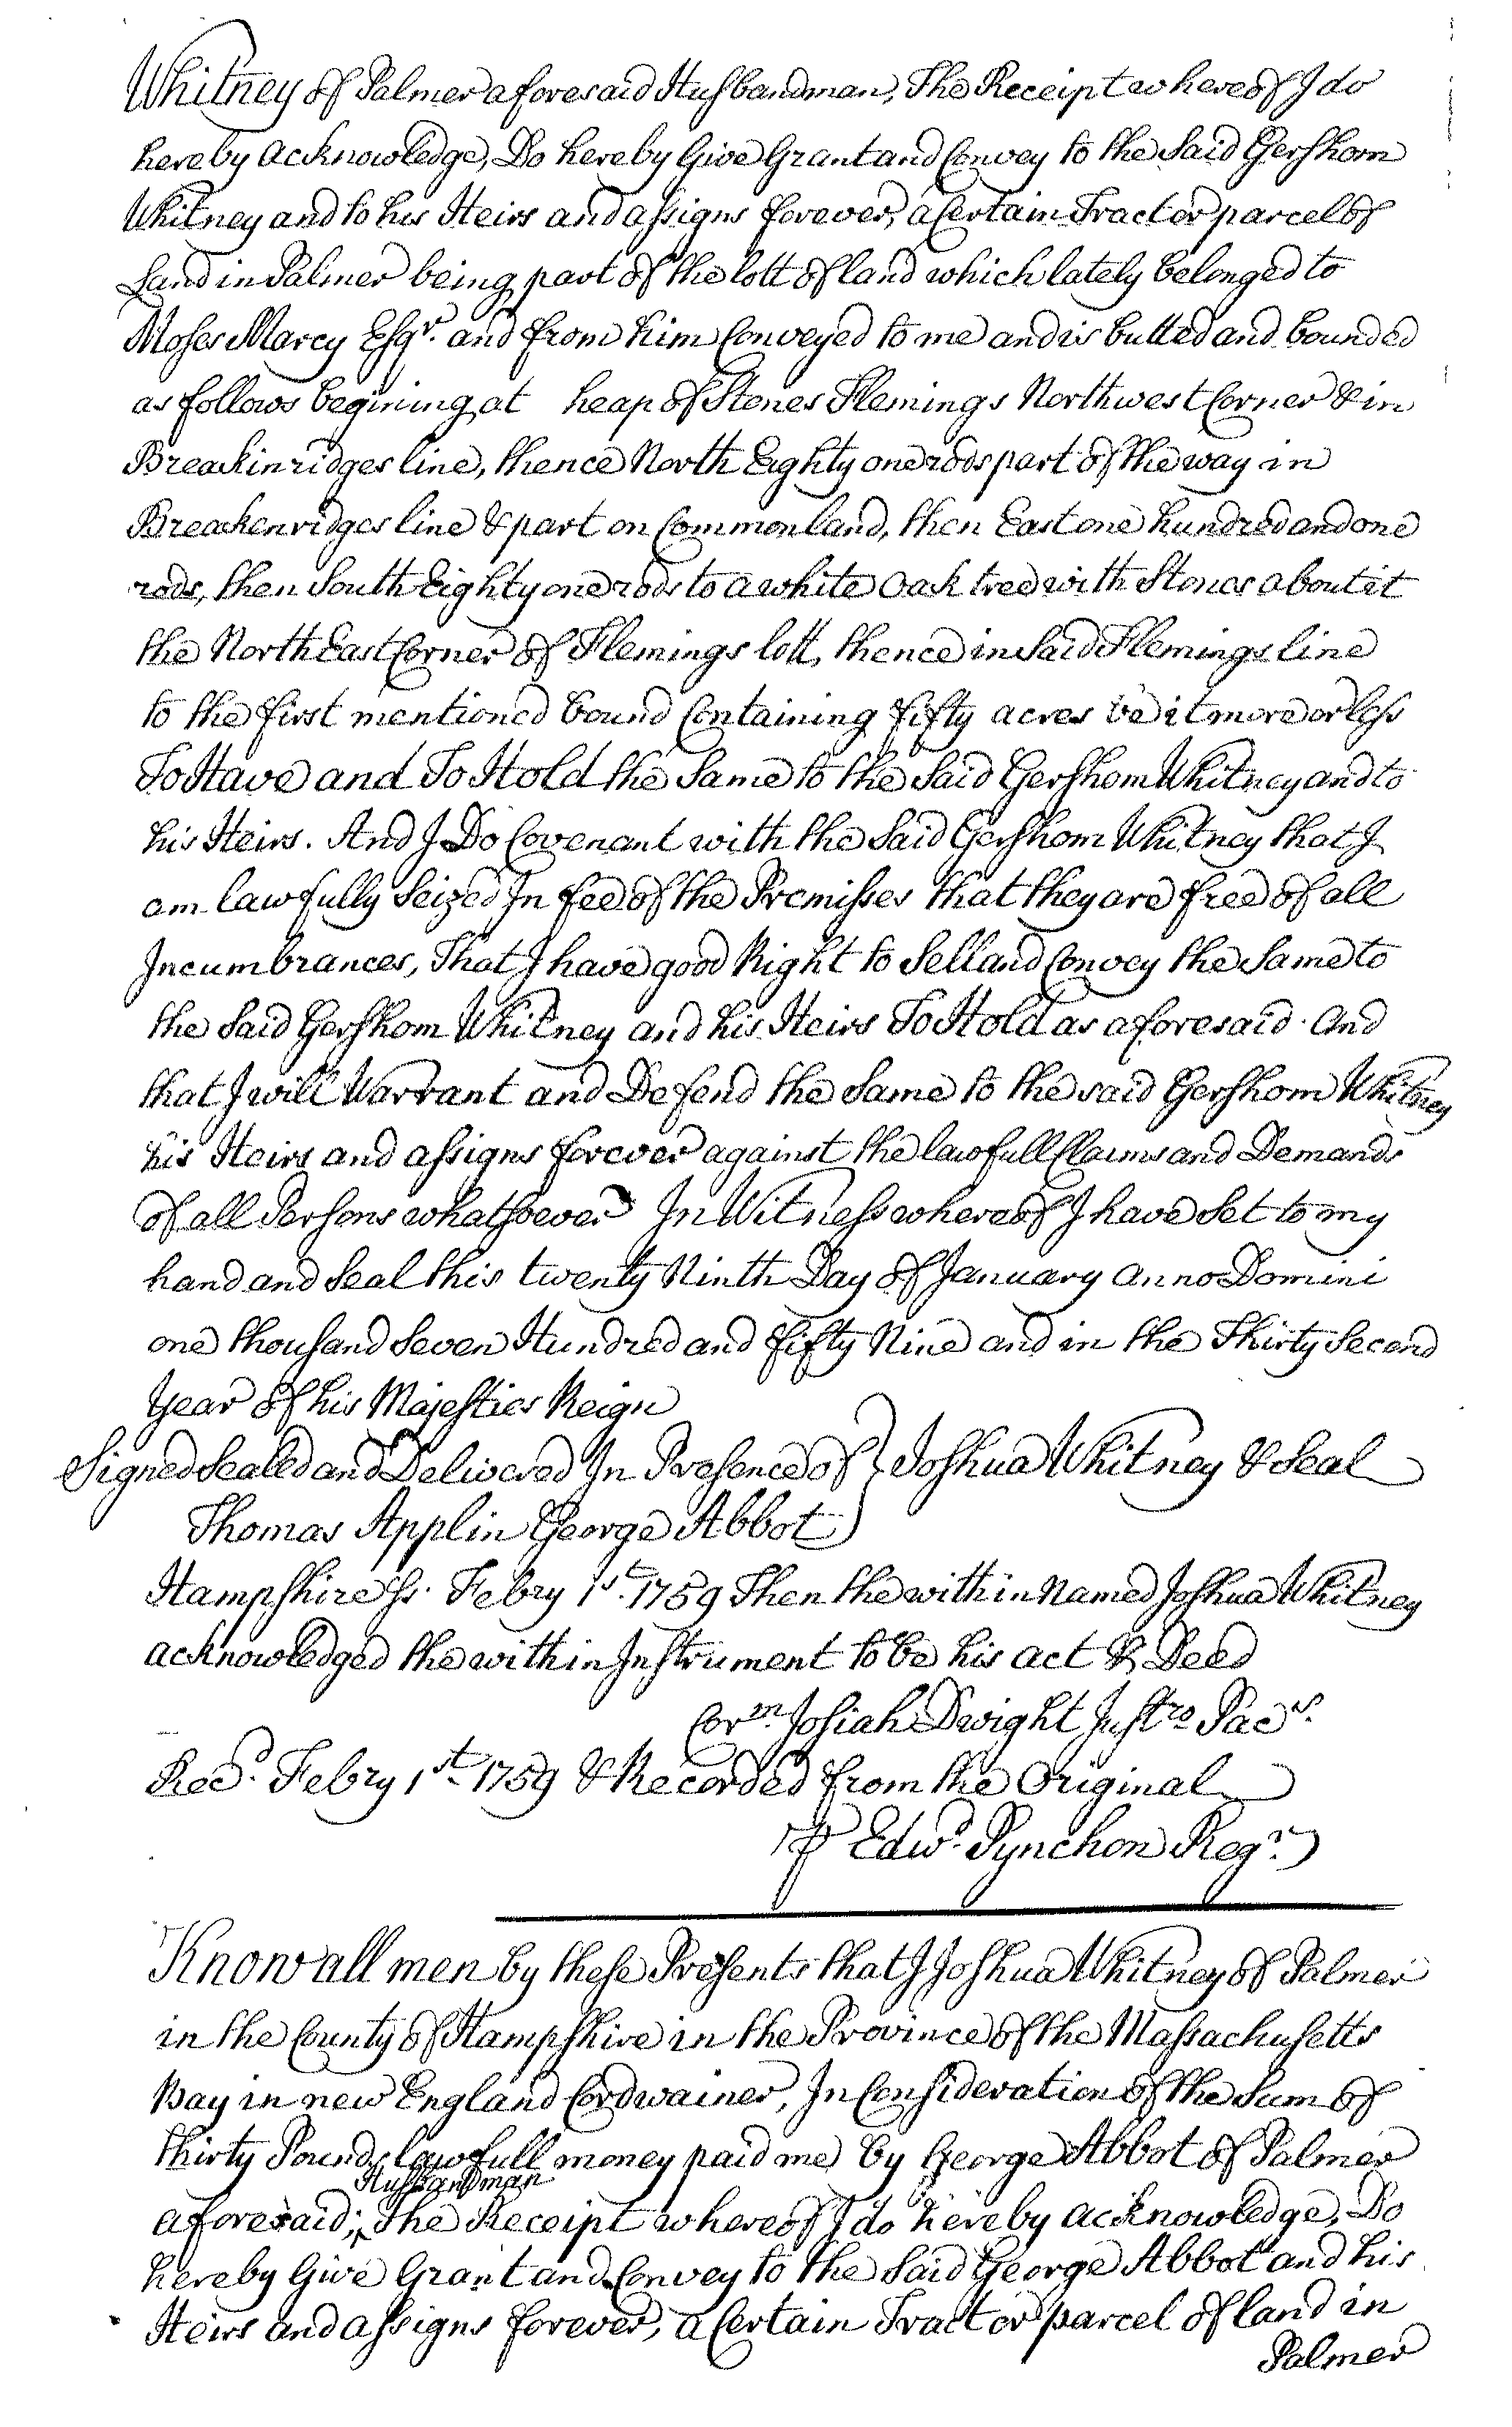 Whitney of Palmer aforesaid Husbandman, The Receipt whereof I do
hereby acknowledge, Do hereby Give Grant and Convey to the Said Gershom
Whitney and to his Heirs and assigns forever, a Certain Tract or parcel of
Land in Palmer being part of the lott of land which lately belonged to
Moses Marcy Esqr. and from him Conveyed to me and is butted and bounded
as follows begining at heap of Stones Flemings Northwest Corner & in
Breakinridges line, thence North Eighty one rods part of the way in
Breakenridges line & part on Common land, then East one hundred and one
rods, then South Eighty one rods to a white Oak tree with Stones about it
the North East Corner of Flemings lott, thence in Said Flemings line
to the first mentioned bound Containing fifty acres be it more or less
To Have and To Hold the Same to the Said Gershom Whitney and to
his Heirs. And I Do Covenant with the Said Gershom Whitney that I
am lawfully Seized In fee of the Premisses that they are free of all
Incumbrances, That I have good Right to Sell and Convey the Same to
the Said Gershom Whitney and his Heirs To Hold as aforesaid. And
that I will Warrant and Defend the Same to the said Gershom Whitney
his Heirs and assigns forever against the lawfull Claims and Demands
of all Persons whatsoever In Witness whereof I have Set to my
hand and Seal this twenty Ninth Day of January Anno Domini
one thousand Seven Hundred and fifty Nine and in the Thirty Second
Year of his Majesties Reign
Signed Sealed and Delivered In Presence of } Joshua Whitney & Seal
Thomas Applin George Abbot
Hampshire Ss. Febry 1st. 1759 Then the within Named Joshua Whitney
acknowledged the within Instrument to be his act & Deed
Corm. Josiah Dwight Justro Pacs.
Recd. Febry 1st. 1759 & Recorded from the Original
⅌ Edwd. Pynchon Regr.
Know all men by these Presents that I Joshua Whitney of Palmer
in the County of Hampshire in the Province of the Massachusetts
Bay in new England Cordwainer, In Consideration of the Sum of
thirty Pounds lawfull money paid me by George Abbot of Palmer
Husbandman
aforesaid; The Receipt whereof I do hereby acknowledge, Do
hereby Give Grant and Convey to the Said George Abbot and his
Heirs and assigns forever, a Certain Tract or parcel of land in
Palmer